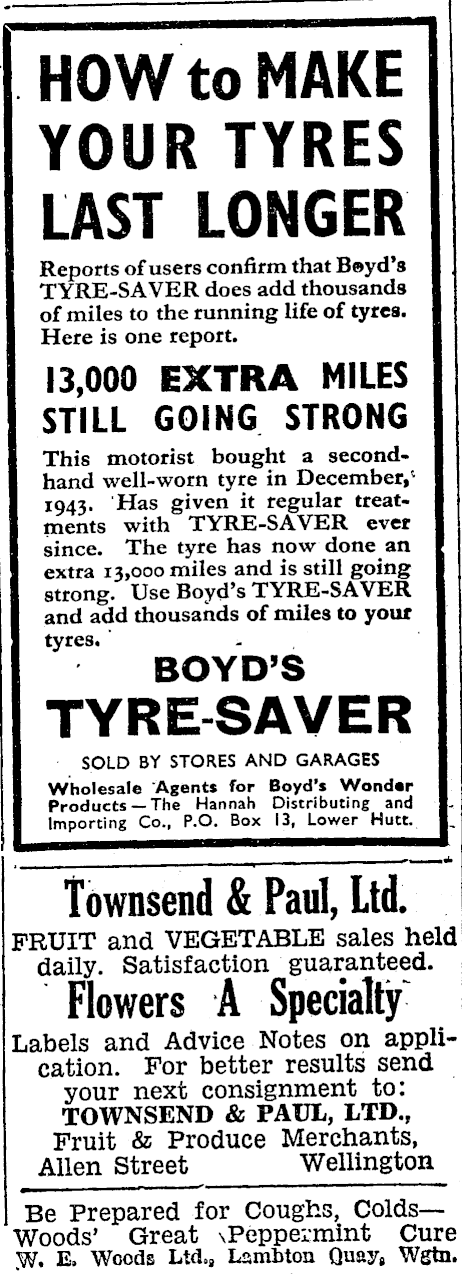 HOW to MAKE
YOUR TYRES
LAST LONGER
Reports of users confirm that Boyd's
TYRE-SAVER does add thousands
of miles to the running life of tyres.
Here is one report.
13,000 EXTRA MILES
STILL GOING STRONG
This motorist bought a second-
hand well-worn tyre in December,
1943. Has given it regular treat-
ments with TYRE-SAVER ever
since. The tyre has now done an
extra 13,000 miles and is still going
strong. Use Boyd's TYRE-SAVER
and add thousands of miles to your
tyres.
BOYD'S
TYRE-SAVER
SOLD BY STORES AND GARAGES
Wholesale Agents for Boyd's Wonder
Products — The Hannah Distributing and
Importing Co., P.O. Box 13, Lower Hutt.
Townsend & Paul, Ltd.
FRUIT and VEGETABLE sales held
daily. Satisfaction guaranteed.
Flowers A Specialty
Labels and Advice Notes on appli-
cation. For better results send
your next consignment to:
TOWNSEND & PAUL, LTD.,
Fruit & Produce Merchants,
Allen Street Wellington
Be Prepared for Coughs, Colds—
Woods' Great Peppermint Cure
W. E. Woods Ltd., Lambton Quay, Wgtn.